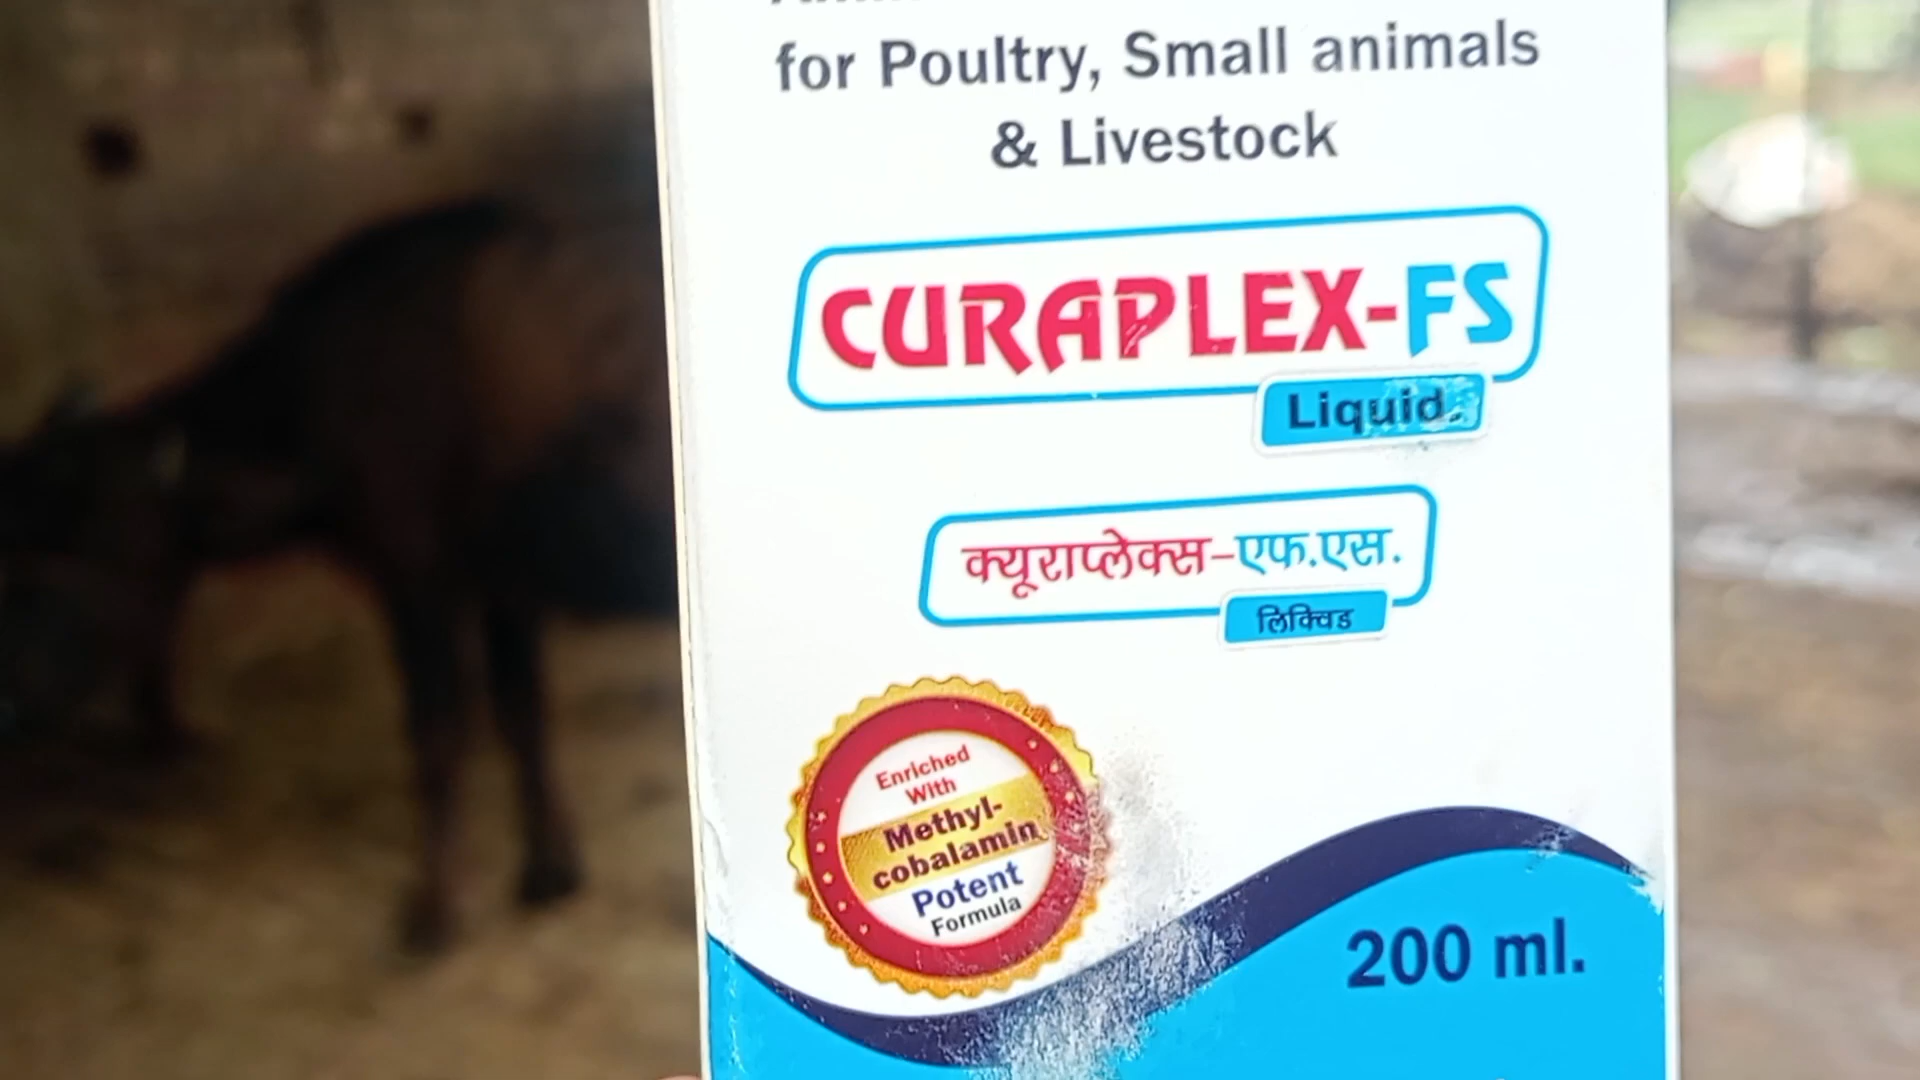 for Poultry, Small animals
& Livestock
CURAPLEX-FS
Liquid.
क्यूराप्लेक्स-एफ.एस.
लिक्विड
Enriched
With
Methyl-
cobalamin
Potent
Formula
200 ml.